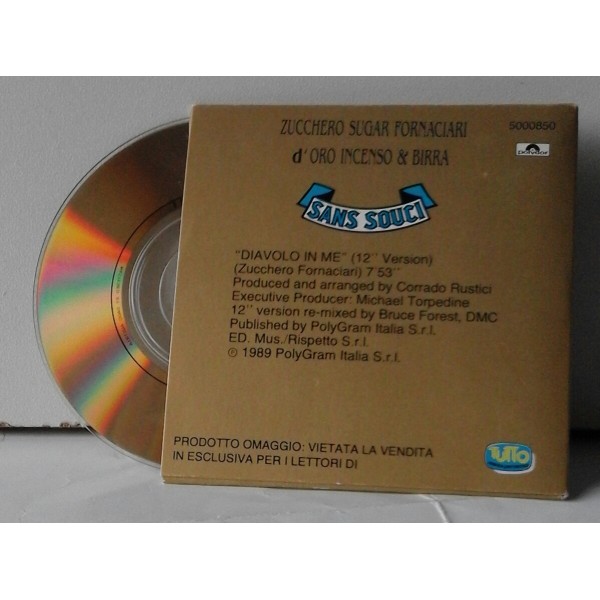 ZUCCHERO SUGAR FORNACIARI
5000850
d' ORO INCENSO & BIRRA
polydor
SANS SOUCI
"DIAVOLO IN ME" (12" Version)
(Zucchero Fornaciari) 7'53"
Produced and arranged by Corrado Rustici
Executive Producer: Michael Torpedine
12" version re-mixed by Bruce Forest, DMC
Published by PolyGram Italia S.r.l.
ED. Mus./Rispetto S.r.l.
℗ 1989 PolyGram Italia S.r.l.
PRODOTTO OMAGGIO: VIETATA LA VENDITA
IN ESCLUSIVA PER I LETTORI DI
TUTTO